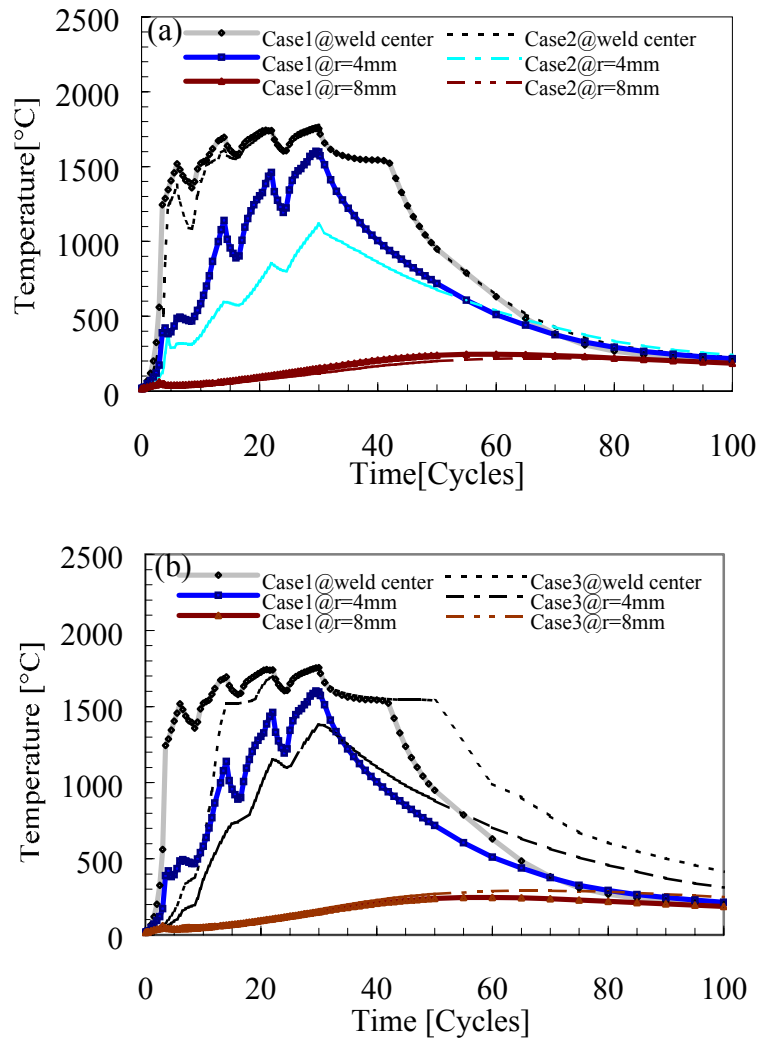 (a)
Case1@weld center
Case2@weld center
Case1@r=4mm
Case2@r=4mm
Case1@r=8mm
Case2@r=8mm
Temperature[°C]
2500
2000
1500
1000
500
0
0 20 40 60 80 100
Time[Cycles]
(b)
Case1@weld center
Case3@weld center
Case1@r=4mm
Case3@r=4mm
Case1@r=8mm
Case3@r=8mm
Temperature [°C]
2500
2000
1500
1000
500
0
0 20 40 60 80 100
Time [Cycles]